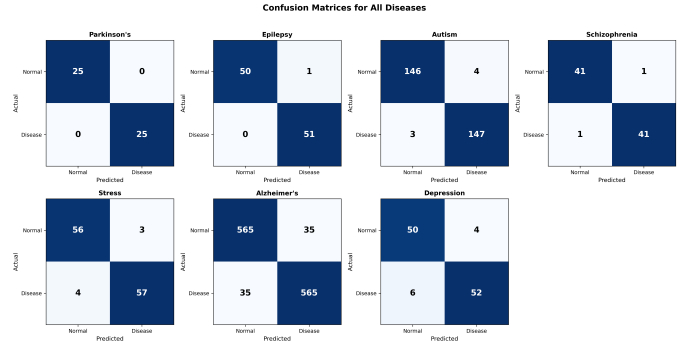 Confusion Matrices for All Diseases
Parkinson's
Epilepsy
Autism
Schizophrenia
Actual
Normal
25
0
Disease
0
25
Normal
Disease
Predicted
Actual
Normal
50
1
Disease
0
51
Normal
Disease
Predicted
Actual
Normal
146
4
Disease
3
147
Normal
Disease
Predicted
Actual
Normal
41
1
Disease
1
41
Normal
Disease
Predicted
Stress
Alzheimer's
Depression
Actual
Normal
56
3
Disease
4
57
Normal
Disease
Predicted
Actual
Normal
565
35
Disease
35
565
Normal
Disease
Predicted
Actual
Normal
50
4
Disease
6
52
Normal
Disease
Predicted